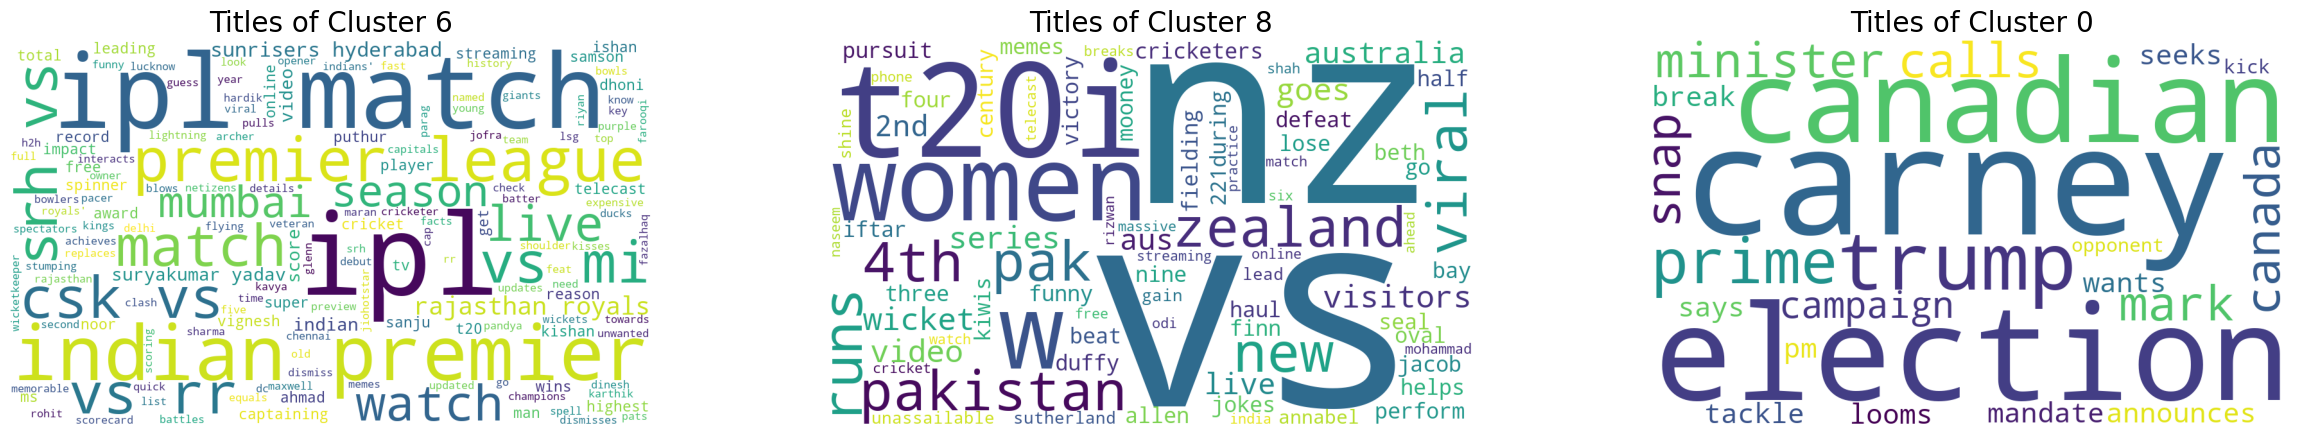 Titles of Cluster 6
total leading sunrisers hyderabad streaming ishan
funny lucknow look opener indians' fast history samson
vs ipl match
guess year video online bowls dhoni
hardik named giants know
viral young riyan key
h2h record pulls lightning archer puthur parag jofra team lsg purple farooqi
full impact interacts premier league capitals top
free player
owner spinner blows netizens details season check telecast
bowlers pacer mumbai batter expensive
srh royals' award maran cricketer live ducks
spectators kings flying veteran cricket facts get
achieves delhi match score glenn ipl cap vs mi shoulder kisses
replaces srh rr
stumping debut tv feat fazalhaq
rajasthan suryakumar yadav updates need
wicketkeeper csk vs clash kavya time super preview jiohotstar rajasthan royals reason
five
second noor vignesh indian sanju t20 pandya wickets kishan towards
sharma chennai unwanted
indian premier
scoring old dismiss
memorable vs rr quick dc maxwell memes updated go wins dinesh
ms list equals ahmad watch champions karthik
rohit captaining man spell highest
scorecard battles dismisses pats
Titles of Cluster 8
pursuit memes breaks cricketers australia
phone t20i nz shah half
four century telecast victory mooney goes
shine 2nd defeat viral
women fielding 221during practice match lose beth
six go
naseem iftar rizwan massive zealand ahead
series aus
4th pak streaming online bay
nine lead
three funny vs gain visitors
runs wicket kiwis free odi haul seal
w beat finn oval
video watch new mohammad
cricket duffy jacob
pakistan live helps
jokes perform
unassailable sutherland allen india annabel
Titles of Cluster 0
minister calls seeks kick
break canadian
snap carney canada
prime trump opponent
wants
says campaign mark
election
pm
tackle looms mandate announces